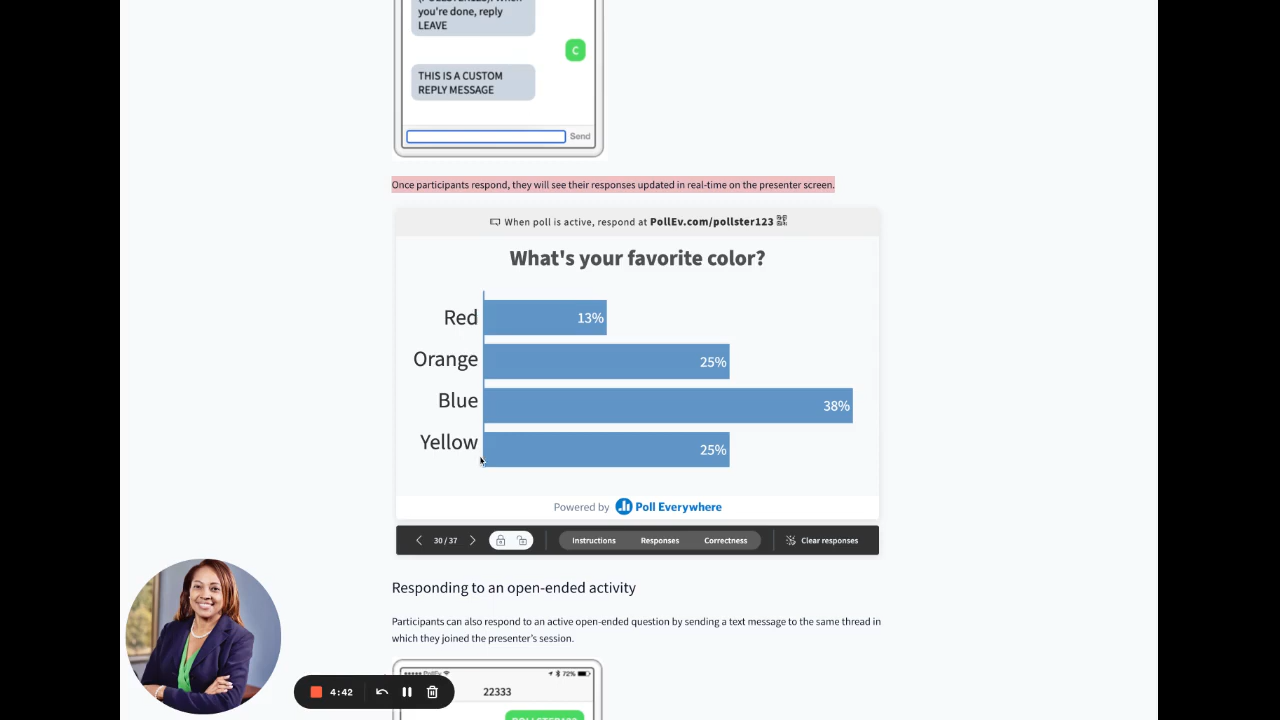 you're done, reply
LEAVE
C
THIS IS A CUSTOM
REPLY MESSAGE
Send
Once participants respond, they will see their responses updated in real-time on the presenter screen.
When poll is active, respond at PollEv.com/pollster123
What's your favorite color?
Red 13%
Orange 25%
Blue 38%
Yellow 25%
Powered by Poll Everywhere
30 / 37 Instructions Responses Correctness Clear responses
Responding to an open-ended activity
Participants can also respond to an active open-ended question by sending a text message to the same thread in
which they joined the presenter's session.
72%
22333
4:42